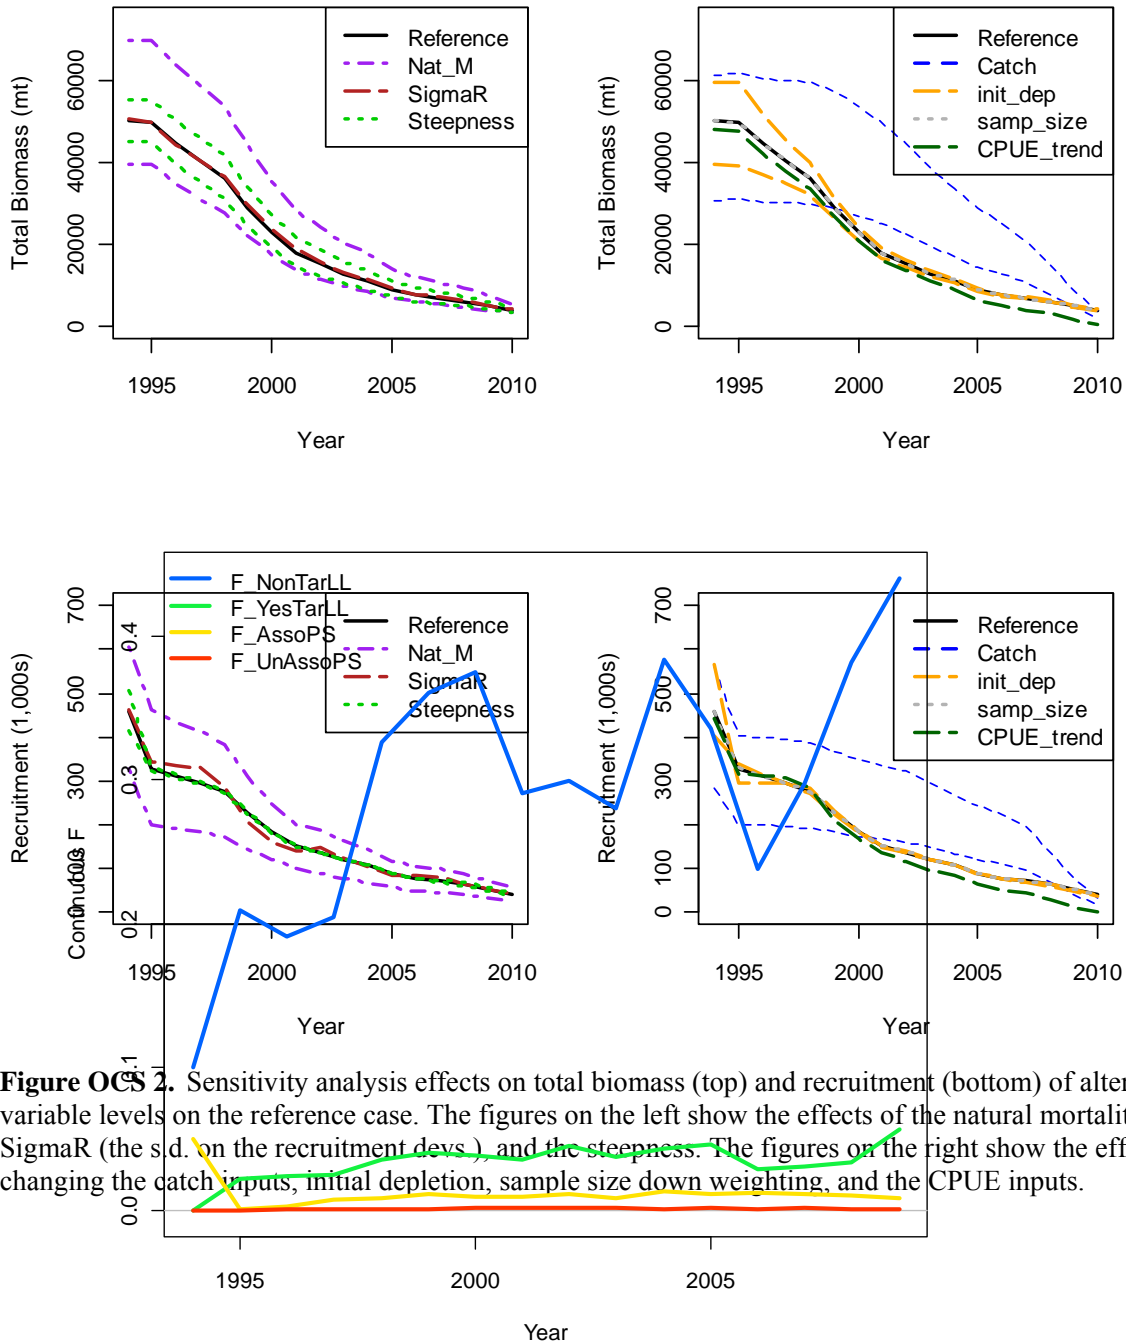 Reference
Nat_M
SigmaR
Steepness
Total Biomass (mt)
0
20000
40000
60000
1995
2000
2005
2010
Year
Reference
Catch
init_dep
samp_size
CPUE_trend
Total Biomass (mt)
0
20000
40000
60000
1995
2000
2005
2010
Year
F_NonTarLL
F_YesTarLL
F_AssoPS
F_UnAssoPS
Reference
Nat_M
SigmaR
Steepness
Recruitment (1,000s)
0
100
300
500
700
1995
2000
2005
2010
Year
Reference
Catch
init_dep
samp_size
CPUE_trend
Recruitment (1,000s)
0
100
300
500
700
1995
2000
2005
2010
Year
Continuous F
0.0
0.1
0.2
0.3
0.4
Figure OCS 2. Sensitivity analysis effects on total biomass (top) and recruitment (bottom) of alter
variable levels on the reference case. The figures on the left show the effects of the natural mortalit
SigmaR (the s.d. on the recruitment devs.), and the steepness. The figures on the right show the eff
changing the catch inputs, initial depletion, sample size down weighting, and the CPUE inputs.
1995
2000
2005
Year